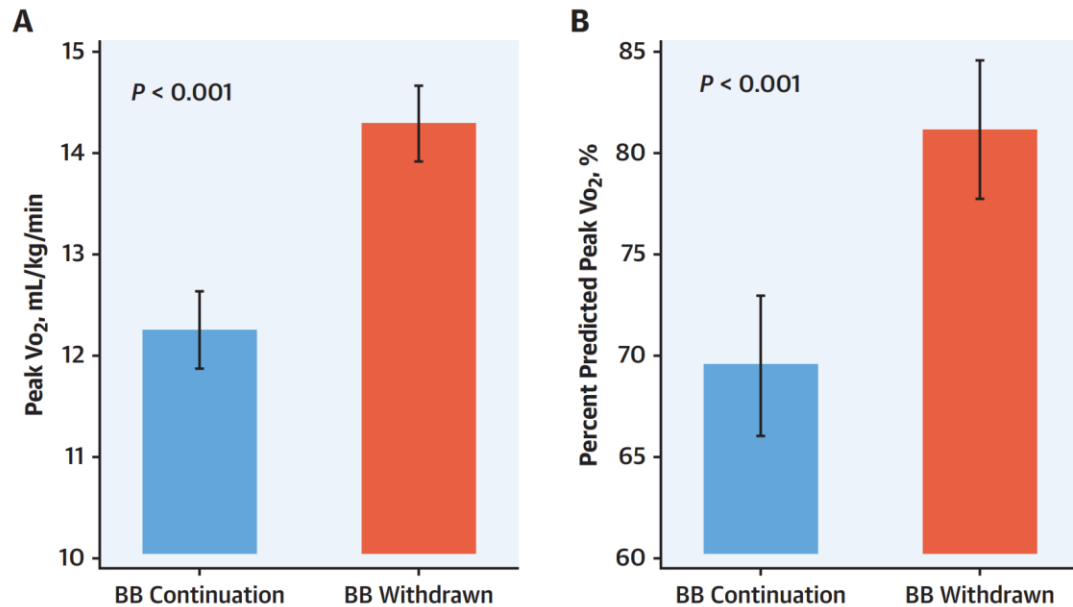 A
Peak Vo₂, mL/kg/min
15
14
13
12
11
10
P < 0.001
BB Continuation
BB Withdrawn
B
Percent Predicted Peak Vo₂, %
85
80
75
70
65
60
P < 0.001
BB Continuation
BB Withdrawn